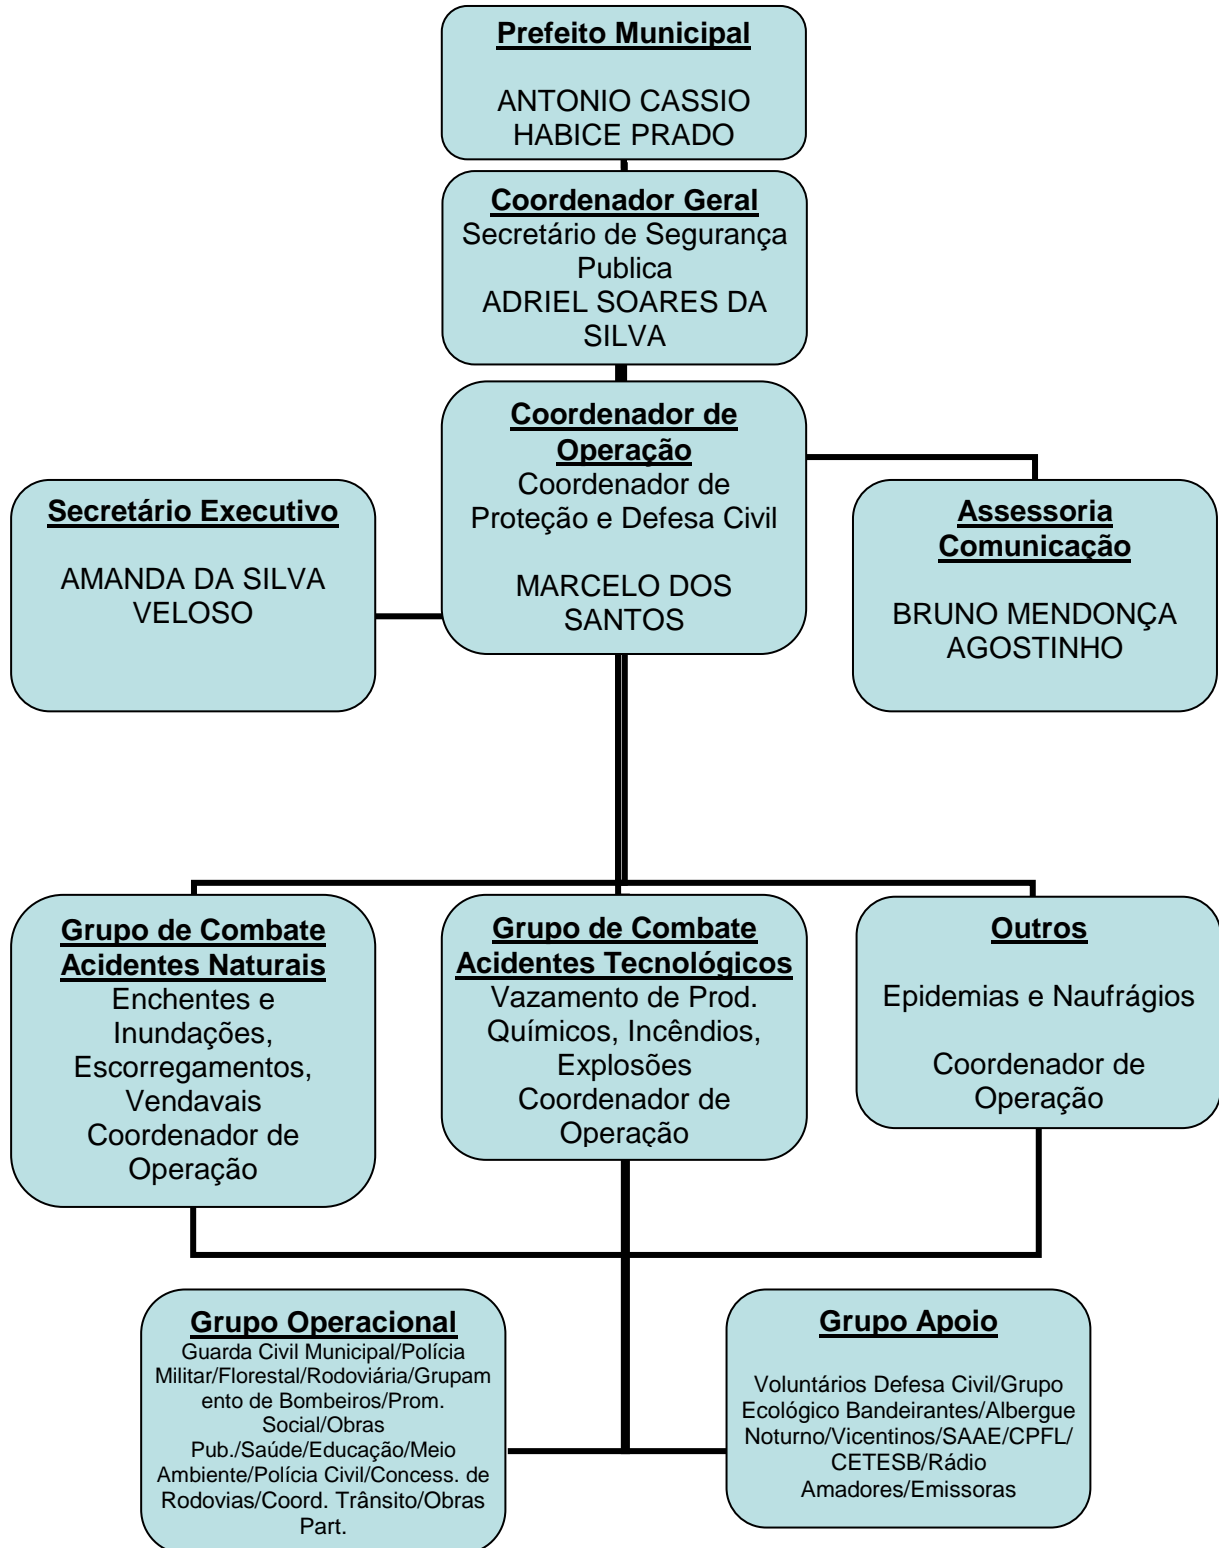 Prefeito Municipal
ANTONIO CASSIO
HABICE PRADO
Coordenador Geral
Secretário de Segurança
Publica
ADRIEL SOARES DA
SILVA
Coordenador de
Operação
Coordenador de
Proteção e Defesa Civil
MARCELO DOS
SANTOS
Secretário Executivo
AMANDA DA SILVA
VELOSO
Assessoria
Comunicação
BRUNO MENDONÇA
AGOSTINHO
Grupo de Combate
Acidentes Naturais
Enchentes e
Inundações,
Escorregamentos,
Vendavais
Coordenador de
Operação
Grupo de Combate
Acidentes Tecnológicos
Vazamento de Prod.
Químicos, Incêndios,
Explosões
Coordenador de
Operação
Outros
Epidemias e Naufrágios
Coordenador de
Operação
Grupo Operacional
Guarda Civil Municipal/Polícia
Militar/Florestal/Rodoviária/Grupam
ento de Bombeiros/Prom.
Social/Obras
Pub./Saúde/Educação/Meio
Ambiente/Polícia Civil/Concess. de
Rodovias/Coord. Trânsito/Obras
Part.
Grupo Apoio
Voluntários Defesa Civil/Grupo
Ecológico Bandeirantes/Albergue
Noturno/Vicentinos/SAAE/CPFL/
CETESB/Rádio
Amadores/Emissoras